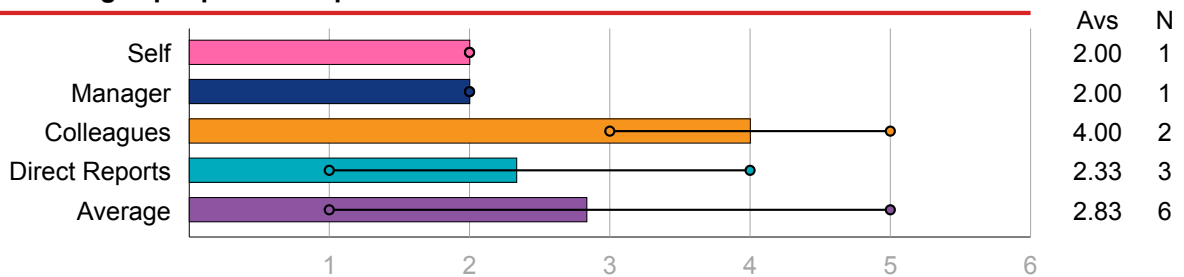 Avs N
Self 2.00 1
Manager 2.00 1
Colleagues 4.00 2
Direct Reports 2.33 3
Average 2.83 6
1 2 3 4 5 6